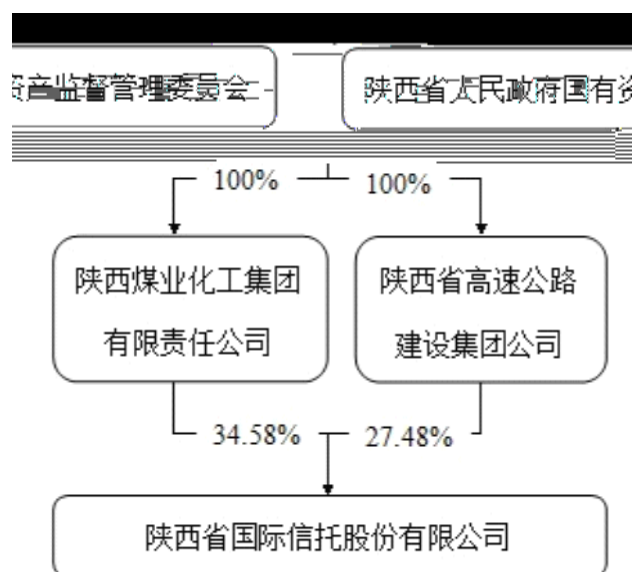 资产监督管理委员会
陕西省人民政府国有资
100%
100%
陕西煤业化工集团
有限责任公司
陕西省高速公路
建设集团公司
34.58%
27.48%
陕西省国际信托股份有限公司